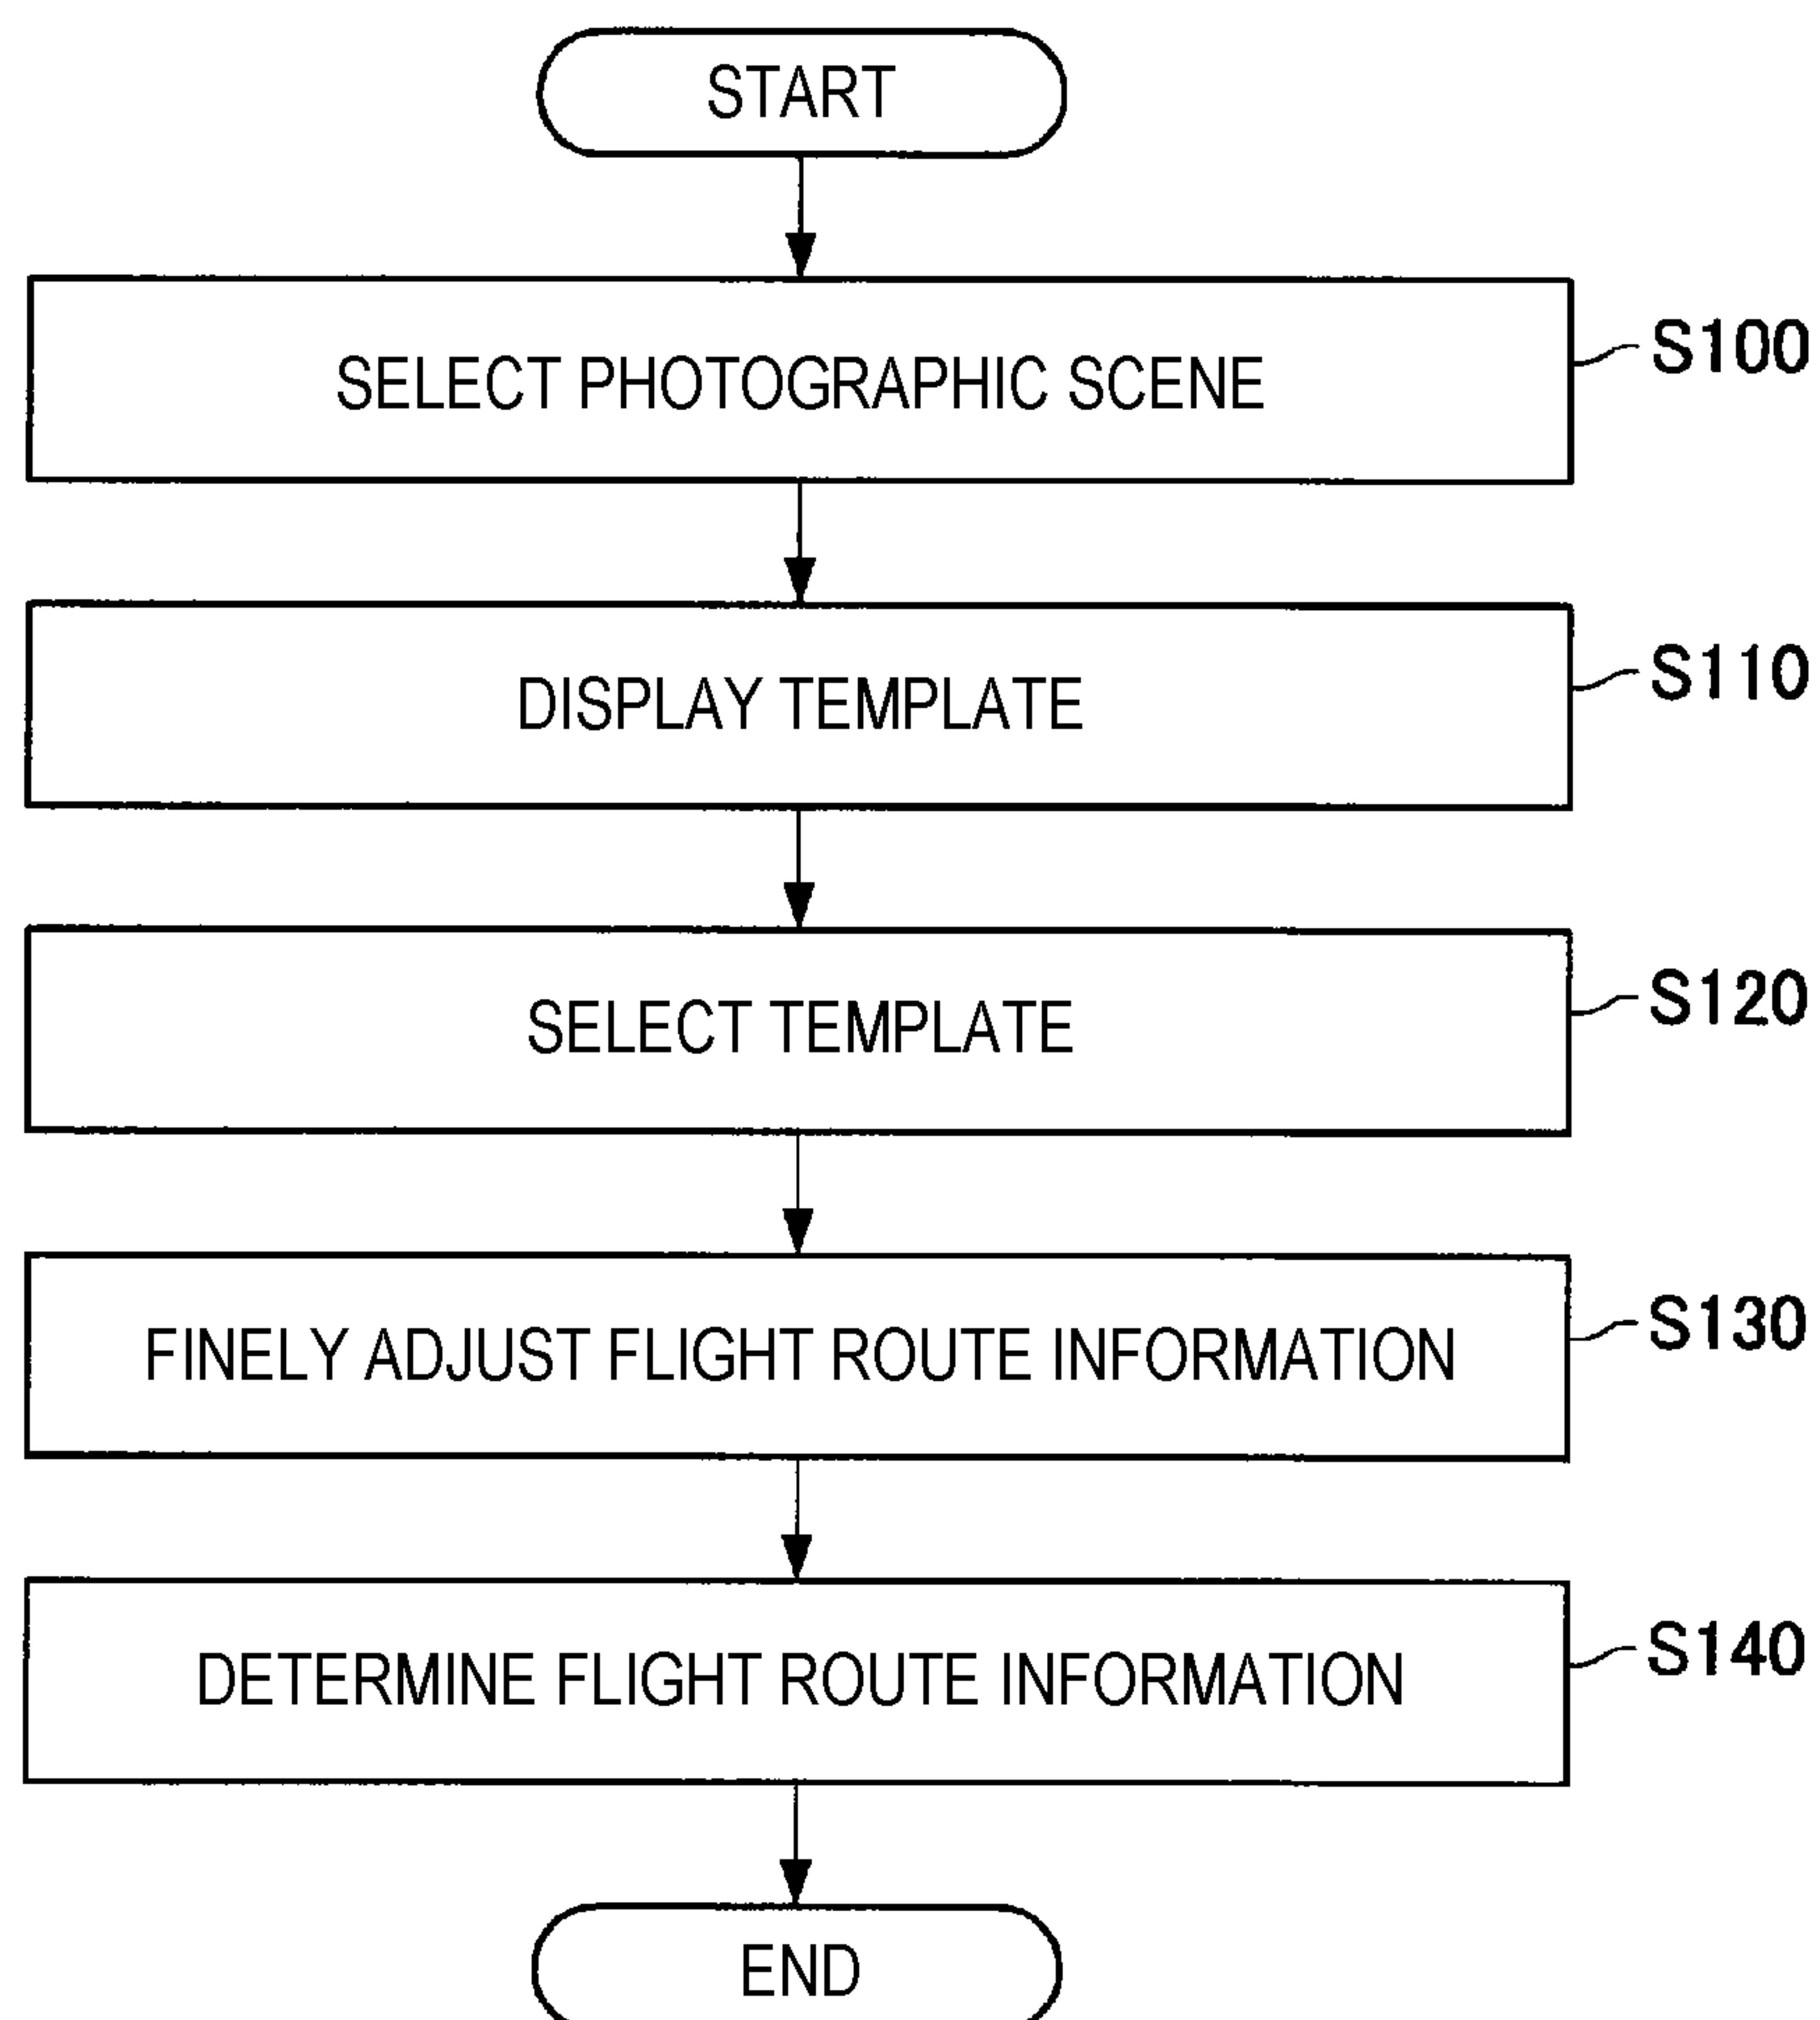 START
SELECT PHOTOGRAPHIC SCENE
S100
DISPLAY TEMPLATE
S110
SELECT TEMPLATE
S120
FINELY ADJUST FLIGHT ROUTE INFORMATION
S130
DETERMINE FLIGHT ROUTE INFORMATION
S140
END